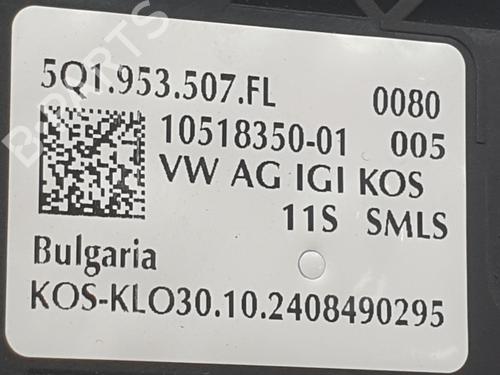 5Q1.953.507.FL 0080
10518350-01 005
VW AG IGI KOS
11S SMLS
Bulgaria
KOS-KLO30.10.2408490295
B-PARTS